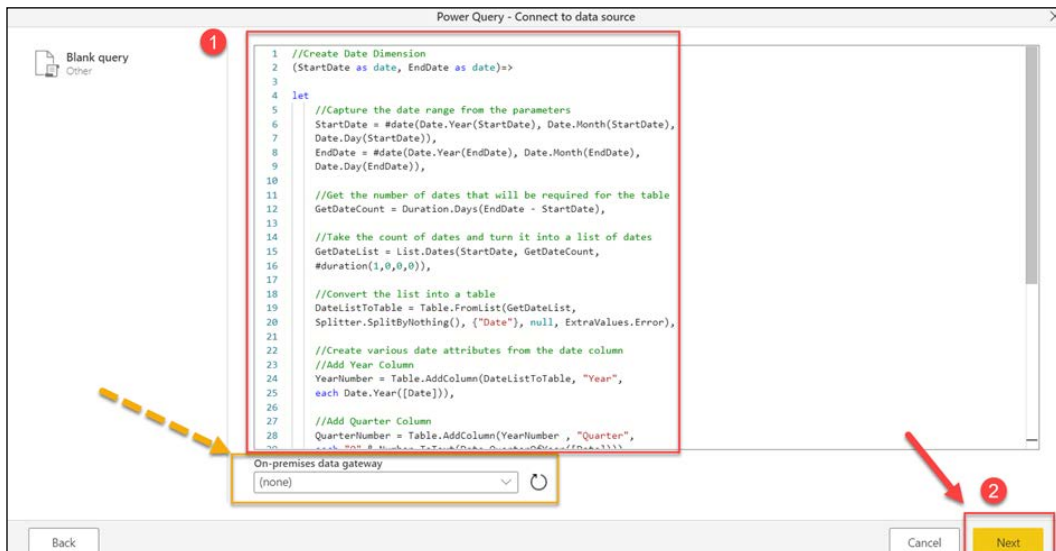 Power Query - Connect to data source
Blank query
Other
1
1 //Create Date Dimension
2 (StartDate as date, EndDate as date)=>
3
4 let
5 //Capture the date range from the parameters
6 StartDate = #date(Date.Year(StartDate), Date.Month(StartDate),
7 Date.Day(StartDate)),
8 EndDate = #date(Date.Year(EndDate), Date.Month(EndDate),
9 Date.Day(EndDate)),
10
11 //Get the number of dates that will be required for the table
12 GetDateCount = Duration.Days(EndDate - StartDate),
13
14 //Take the count of dates and turn it into a list of dates
15 GetDateList = List.Dates(StartDate, GetDateCount,
16 #duration(1,0,0,0)),
17
18 //Convert the list into a table
19 DateListToTable = Table.FromList(GetDateList,
20 Splitter.SplitByNothing(), {"Date"}, null, ExtraValues.Error),
21
22 //Create various date attributes from the date column
23 //Add Year Column
24 YearNumber = Table.AddColumn(DateListToTable, "Year",
25 each Date.Year([Date])),
26
27 //Add Quarter Column
28 QuarterNumber = Table.AddColumn(YearNumber , "Quarter",
On-premises data gateway
(none)
2
Back
Cancel
Next